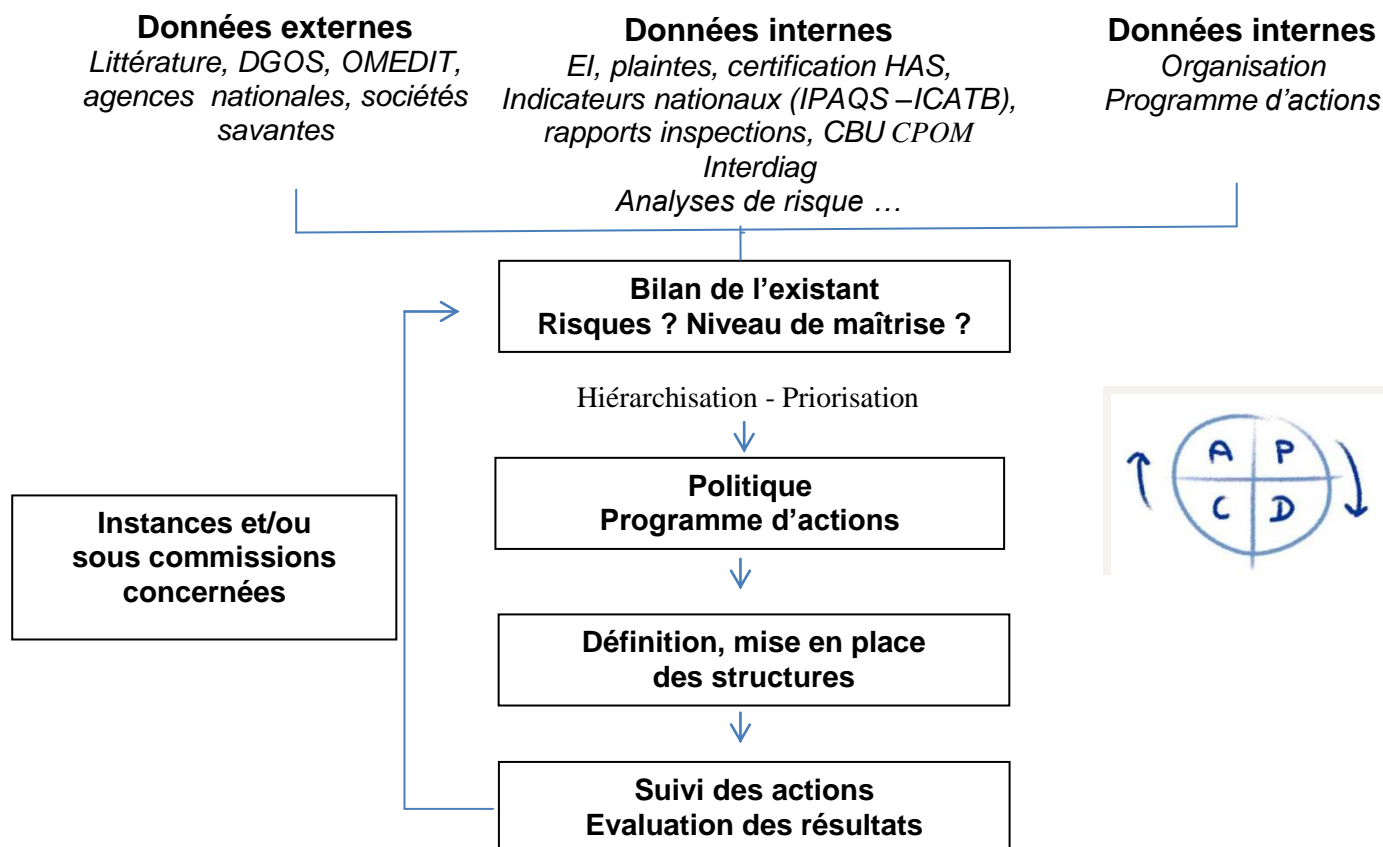 Données externes
Littérature, DGOS, OMEDIT,
agences nationales, sociétés
savantes
Données internes
EI, plaintes, certification HAS,
Indicateurs nationaux (IPAQS –ICATB),
rapports inspections, CBU CPOM
Interdiag
Analyses de risque …
Données internes
Organisation
Programme d’actions
Bilan de l’existant
Risques ? Niveau de maîtrise ?
Hiérarchisation - Priorisation
Politique
Programme d’actions
Instances et/ou
sous commissions
concernées
Définition, mise en place
des structures
Suivi des actions
Evaluation des résultats
A P
C D